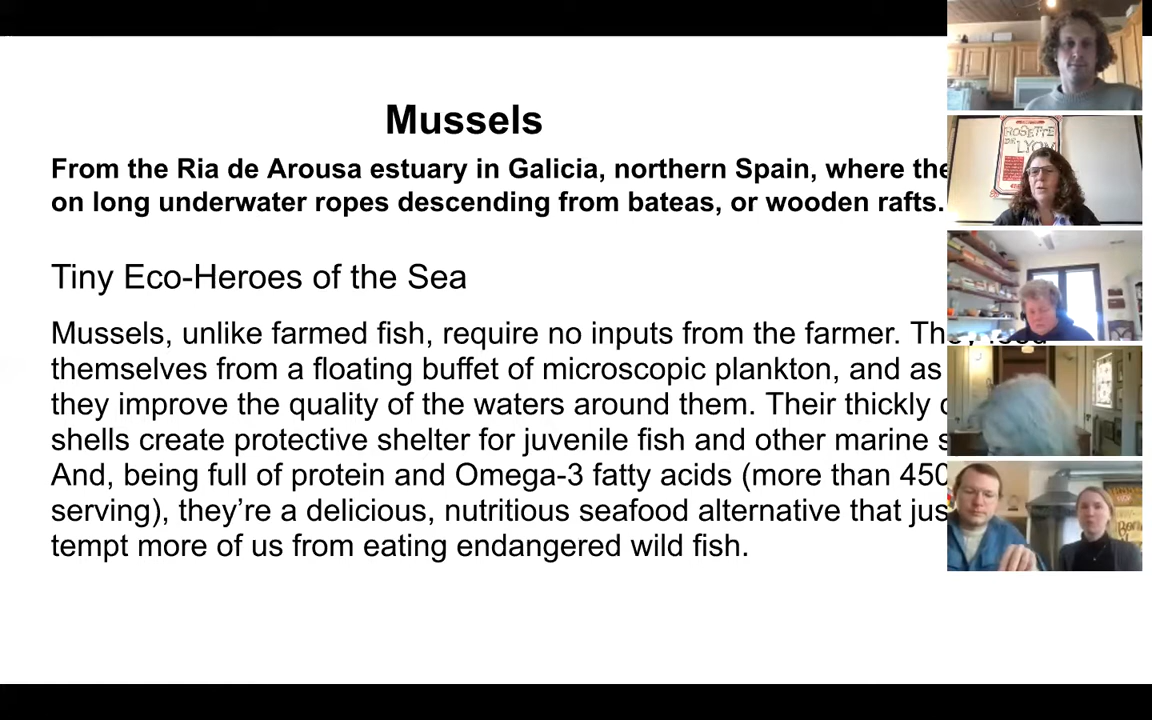 Mussels
From the Ria de Arousa estuary in Galicia, northern Spain, where the
on long underwater ropes descending from bateas, or wooden rafts.
Tiny Eco-Heroes of the Sea
Mussels, unlike farmed fish, require no inputs from the farmer. They feed
themselves from a floating buffet of microscopic plankton, and as
they improve the quality of the waters around them. Their thickly
shells create protective shelter for juvenile fish and other marine
And, being full of protein and Omega-3 fatty acids (more than 450
serving), they’re a delicious, nutritious seafood alternative that
tempt more of us from eating endangered wild fish.
ROSETTE
DE LYON